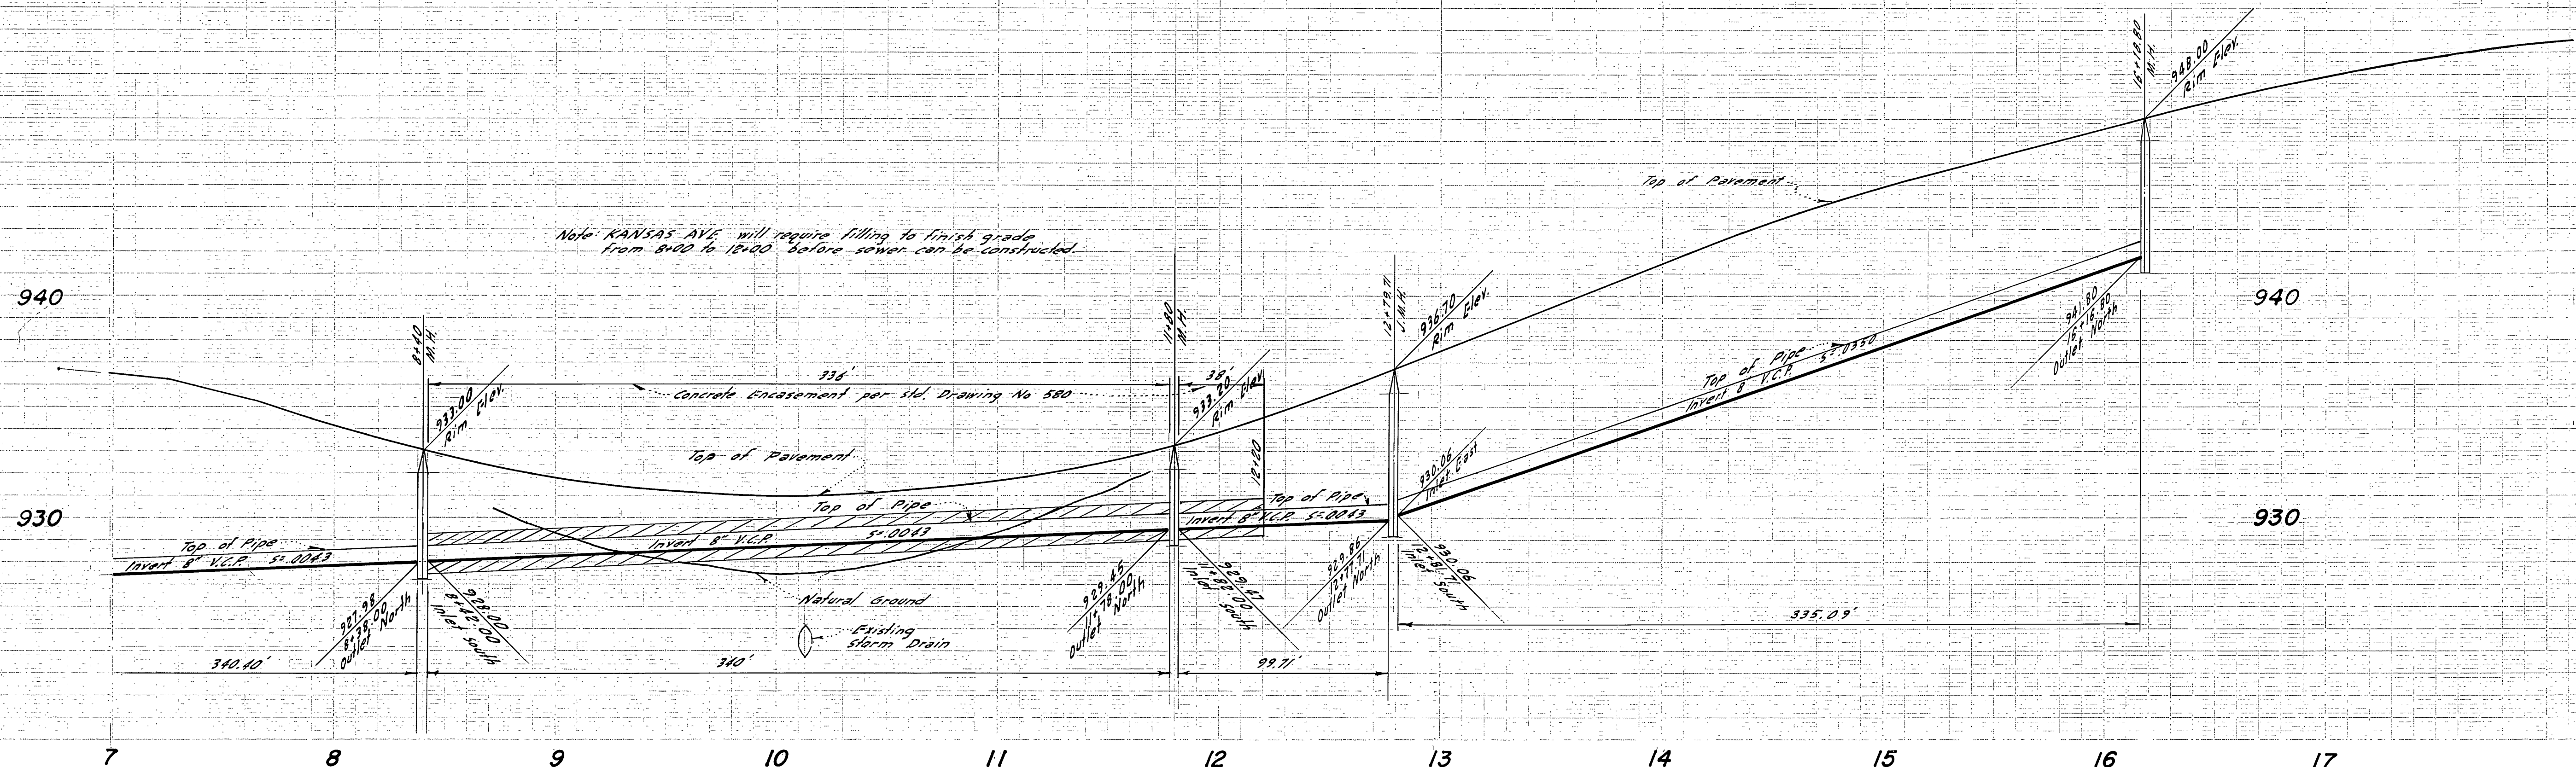 16+18.80
M.H.
948.00
Rim Elev.
Top of Pavement
Note: KANSAS AVE will require filling to finish grade
from 8+00 to 12+00 before sewer can be constructed
940
940
8+40
M.H.
933.00
Rim Elev.
336'
Concrete Encasement per std. Drawing No 580
11+80
M.H.
38'
933.20
Rim Elev
12+20
12+79.71
J.M.H.
936.70
Rim Elev.
941.80
16+16.80
Outlet North
Top of Pipe
S=.0350
Invert 8" V.C.P.
Top of Pavement
930.06
Inlet East
930
930
Top of Pipe
Invert 8" V.C.P. S=.0043
Top of Pipe
Invert 8" V.C.P. S=.0043
Top of Pipe
Invert 8" V.C.P. S=.0043
927.98
8+38.00
Outlet North
928.00
8+42.00
Inlet South
Natural Ground
Existing
Storm Drain
929.45
11+78.00
Outlet North
929.47
11+82.00
Inlet South
929.86
12+77.71
Outlet North
930.06
12+81.71
Inlet South
335.09'
340.40'
340'
99.71'
7 8 9 10 11 12 13 14 15 16 17